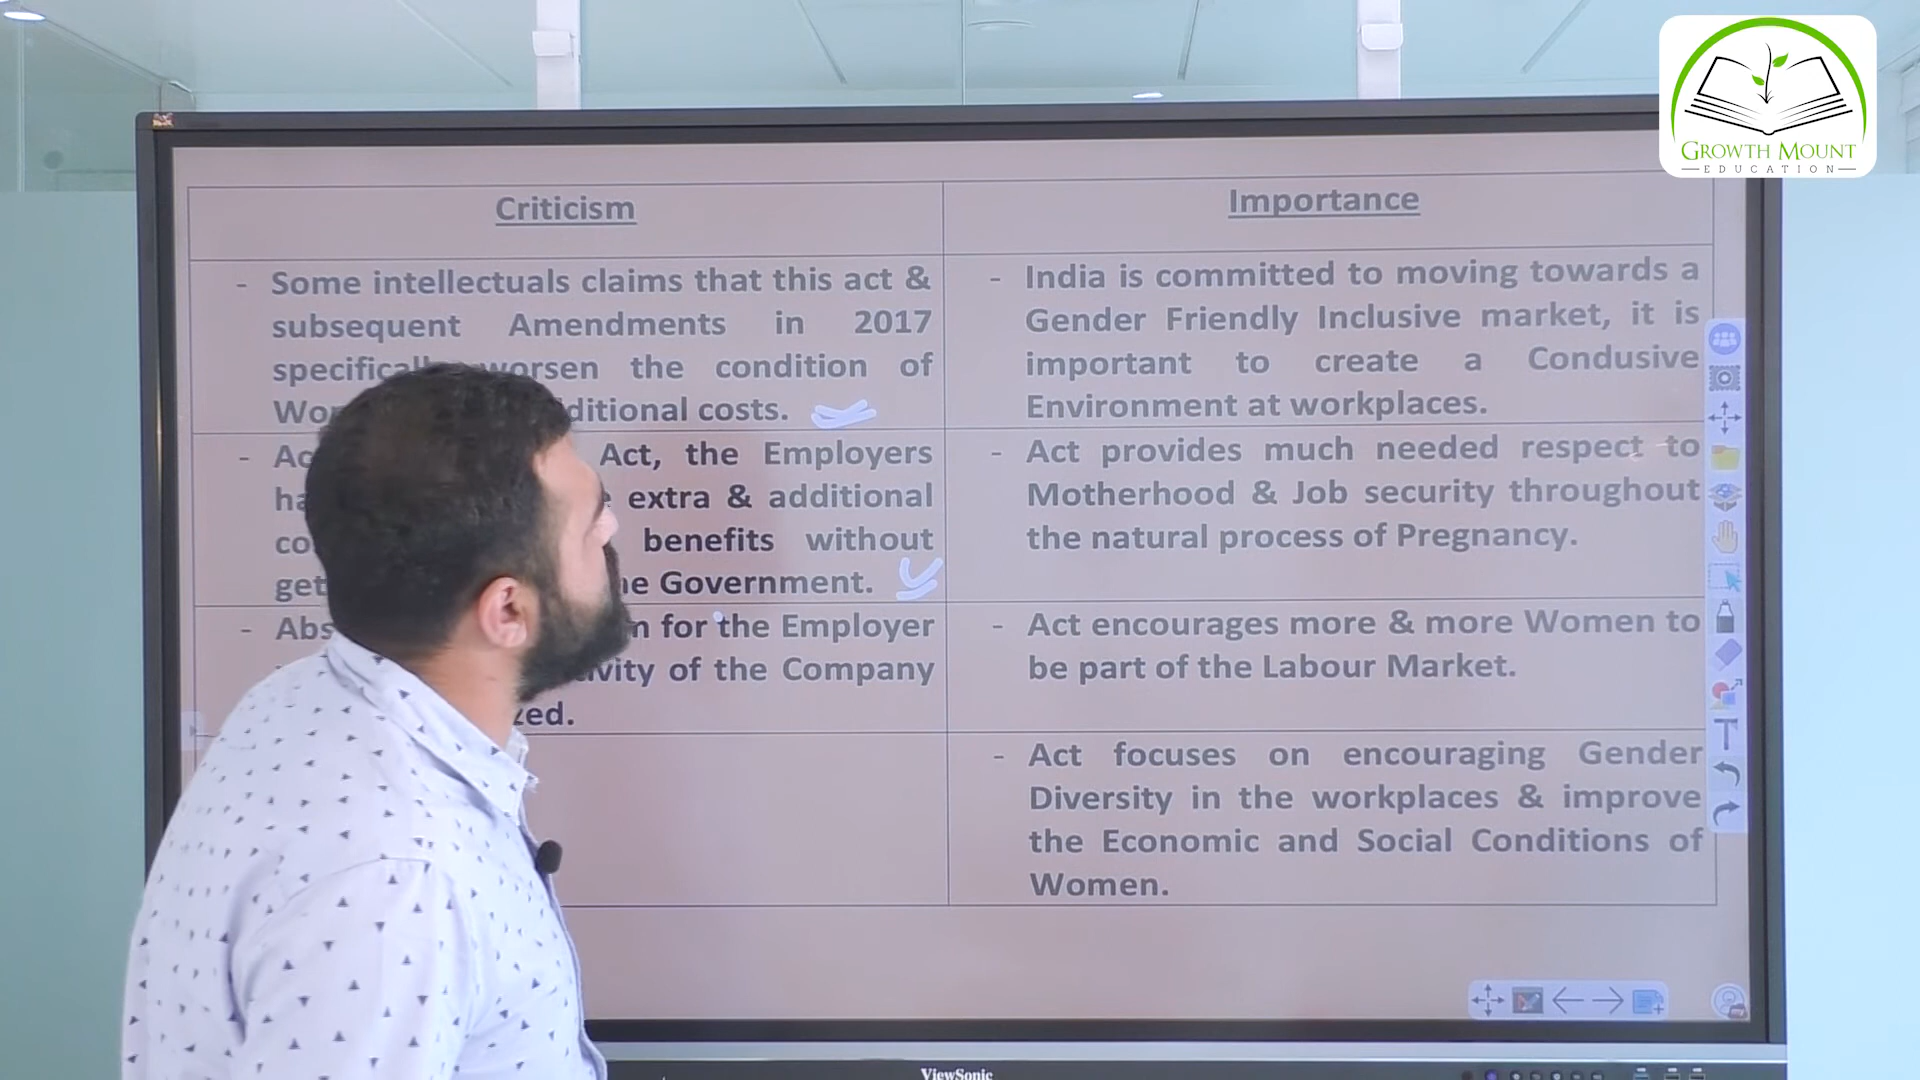 GROWTH MOUNT
EDUCATION
Criticism
- Some intellectuals claims that this act &
subsequent Amendments in 2017
worsen the condition of
costs.
Act, the Employers
extra & additional
benefits without
Government.
for the Employer
of the Company
Importance
- India is committed to moving towards a
Gender Friendly Inclusive market, it is
important to create a Condusive
Environment at workplaces.
- Act provides much needed respect to
Motherhood & Job security throughout
the natural process of Pregnancy.
- Act encourages more & more Women to
be part of the Labour Market.
- Act focuses on encouraging Gender
Diversity in the workplaces & improve
the Economic and Social Conditions of
Women.
ViewSonic